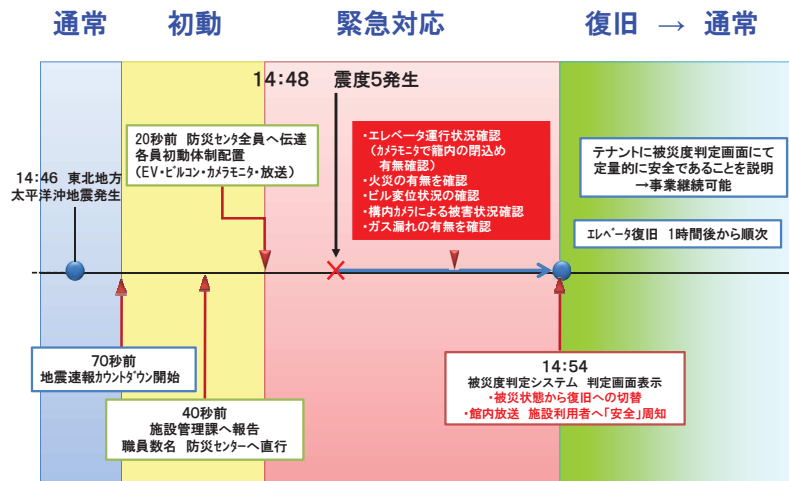 通常
初動
緊急対応
復旧 → 通常
14:48 震度5発生
20秒前 防災センタ全員へ伝達
各員初動体制配置
(EV・ビルコン・カメラモニタ・放送)
・エレベータ運行状況確認
(カメラモニタで籠内の閉込め
有無確認)
・火災の有無を確認
・ビル変位状況の確認
・構内カメラによる被害状況確認
・ガス漏れの有無を確認
テナントに被災度判定画面にて
定量的に安全であることを説明
→事業継続可能
14:46 東北地方
太平洋沖地震発生
エレベータ復旧 1時間後から順次
70秒前
地震速報カウントダウン開始
40秒前
施設管理課へ報告
職員数名 防災センターへ直行
14:54
被災度判定システム 判定画面表示
・被災状態から復旧への切替
・館内放送 施設利用者へ「安全」周知